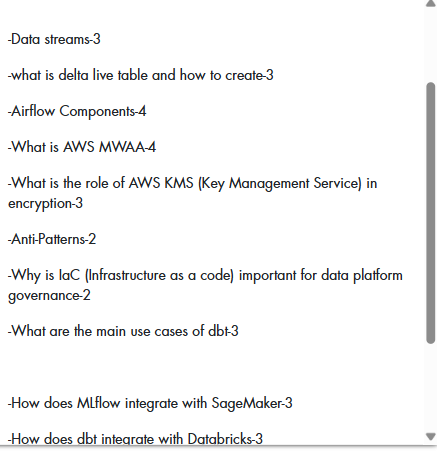 -Data streams-3
-what is delta live table and how to create-3
-Airflow Components-4
-What is AWS MWAA-4
-What is the role of AWS KMS (Key Management Service) in
encryption-3
-Anti-Patterns-2
-Why is IaC (Infrastructure as a code) important for data platform
governance-2
-What are the main use cases of dbt-3
-How does MLflow integrate with SageMaker-3
-How does dbt integrate with Databricks-3